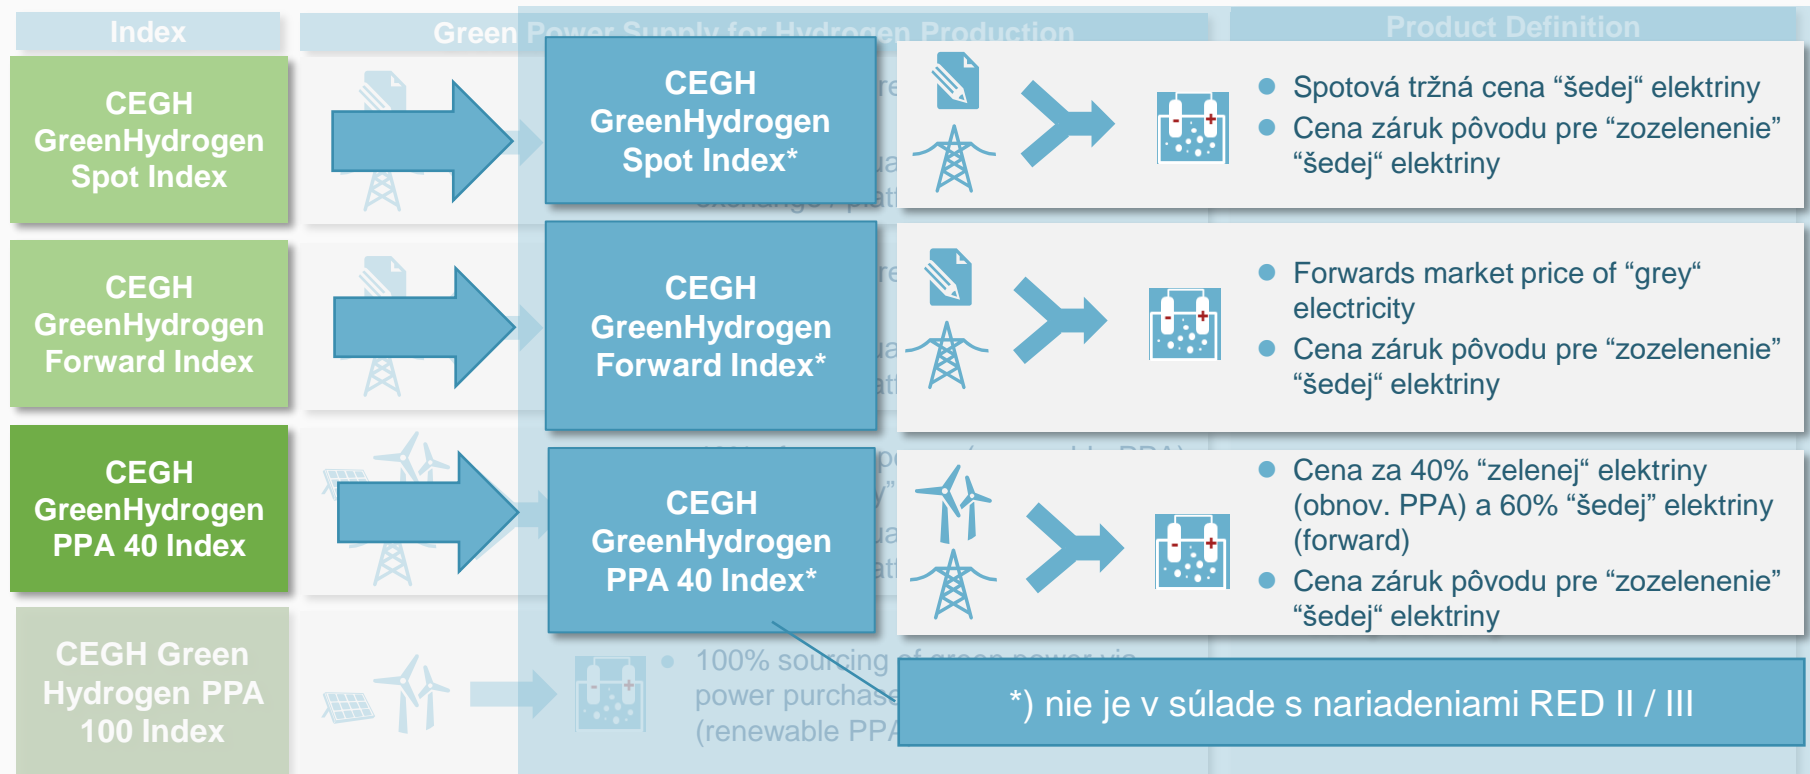 Index
Green Power Supply for Hydrogen Production
Product Definition
CEGH
GreenHydrogen
Spot Index
CEGH
GreenHydrogen
Spot Index*
● Spotová tržná cena “šedej“ elektriny
● Cena záruk pôvodu pre “zozelenenie”
“šedej“ elektriny
CEGH
GreenHydrogen
Forward Index
CEGH
GreenHydrogen
Forward Index*
● Forwards market price of “grey“
electricity
● Cena záruk pôvodu pre “zozelenenie”
“šedej“ elektriny
CEGH
GreenHydrogen
PPA 40 Index
CEGH
GreenHydrogen
PPA 40 Index*
● Cena za 40% “zelenej“ elektriny
(obnov. PPA) a 60% “šedej” elektriny
(forward)
● Cena záruk pôvodu pre “zozelenenie”
“šedej“ elektriny
CEGH Green
Hydrogen PPA
100 Index
● 100% sourcing of green power via
power purchase
(renewable PPA
*) nie je v súlade s nariadeniami RED II / III